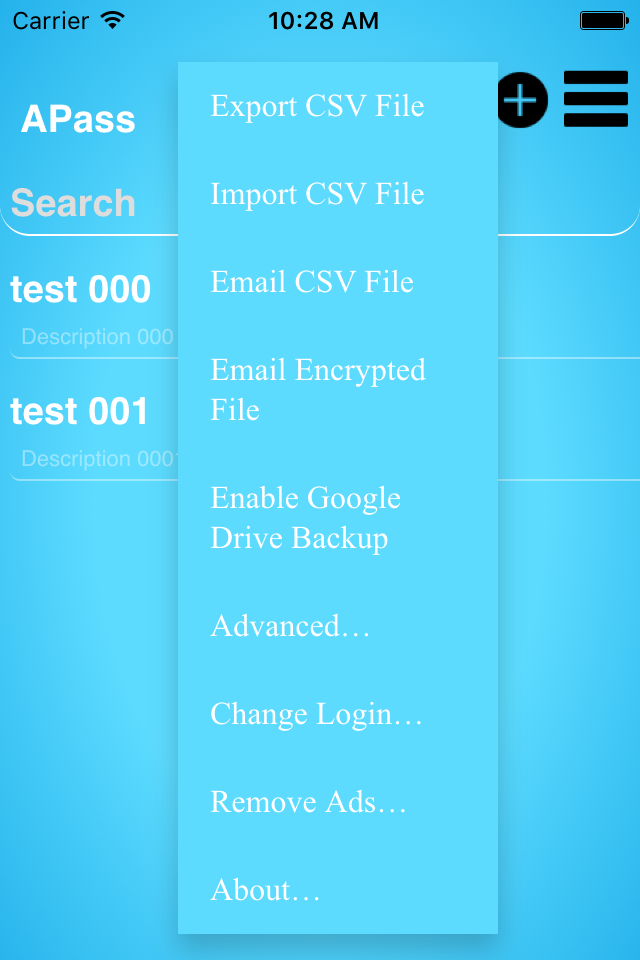 Carrier 10:28 AM
APass
Search
test 000
Description 000
test 001
Description 000
Export CSV File
Import CSV File
Email CSV File
Email Encrypted
File
Enable Google
Drive Backup
Advanced…
Change Login…
Remove Ads…
About…